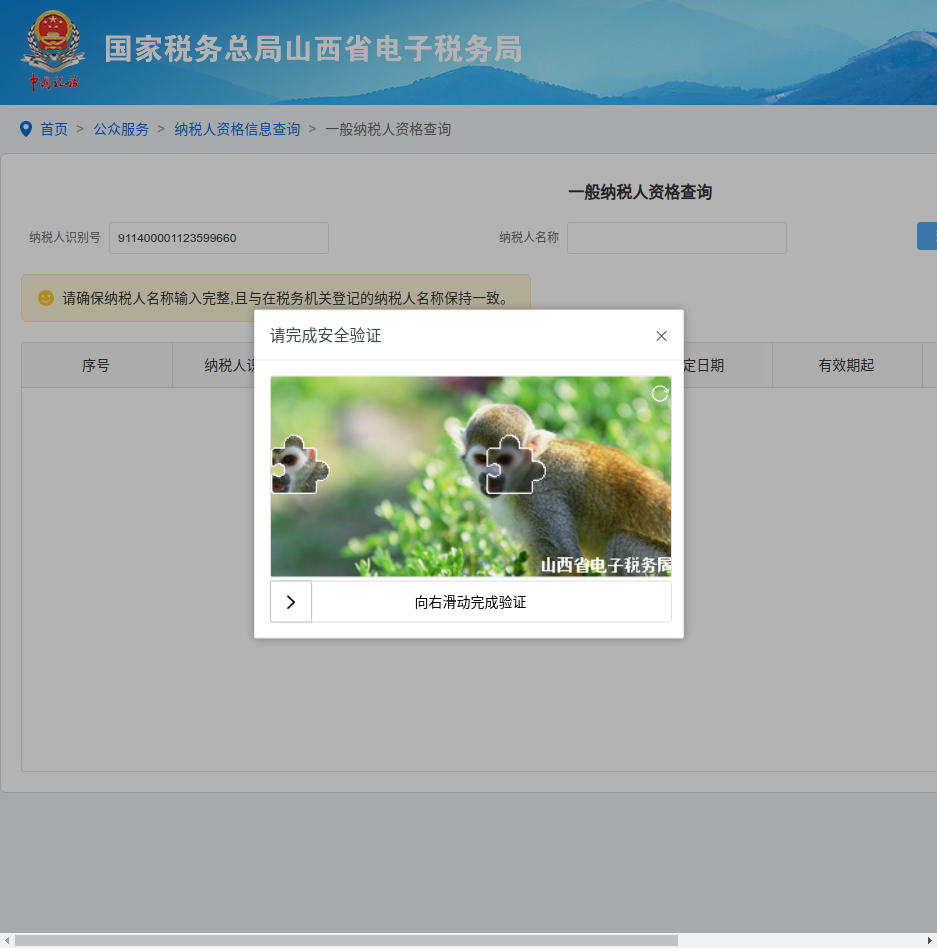 国家税务总局山西省电子税务局
中国税务
首页 > 公众服务 > 纳税人资格信息查询 > 一般纳税人资格查询
一般纳税人资格查询
纳税人识别号 911400001123599660 纳税人名称
请确保纳税人名称输入完整,且与在税务机关登记的纳税人名称保持一致。
请完成安全验证
序号 纳税人识 定日期 有效期起
山西省电子税务局
向右滑动完成验证